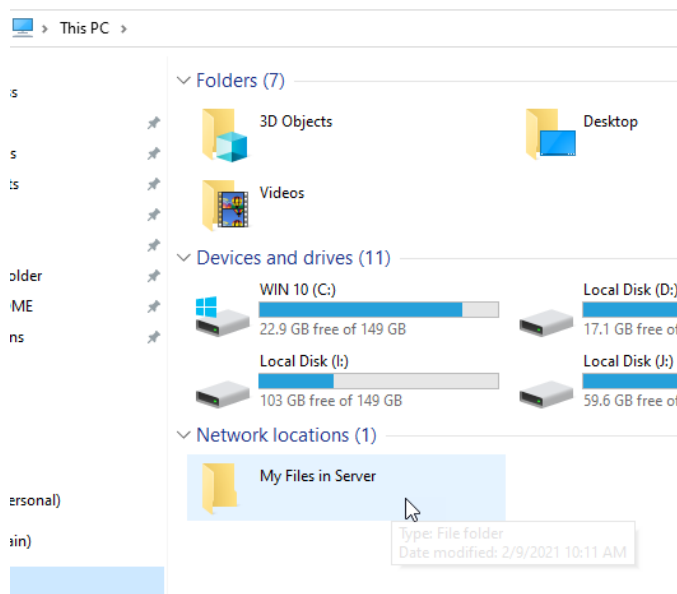 This PC
Folders (7)
3D Objects
Desktop
Videos
Devices and drives (11)
WIN 10 (C:)
22.9 GB free of 149 GB
Local Disk (D:)
17.1 GB free of
Local Disk (I:)
103 GB free of 149 GB
Local Disk (J:)
59.6 GB free of
Network locations (1)
My Files in Server
Type: File folder
Date modified: 2/9/2021 10:11 AM
ss
s
ts
older
ME
ns
ersonal)
ain)